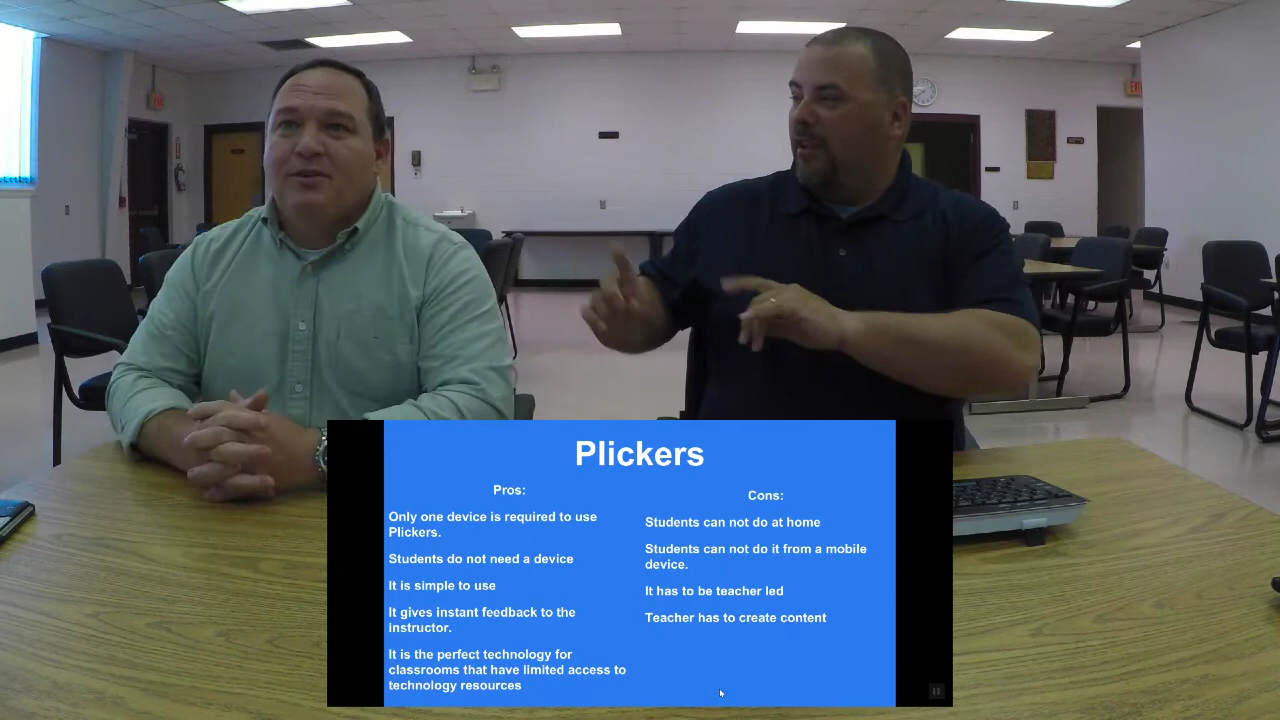 Plickers
Pros:
Only one device is required to use
Plickers.
Students do not need a device
It is simple to use
It gives instant feedback to the
instructor.
It is the perfect technology for
classrooms that have limited access to
technology resources
Cons:
Students can not do at home
Students can not do it from a mobile
device.
It has to be teacher led
Teacher has to create content